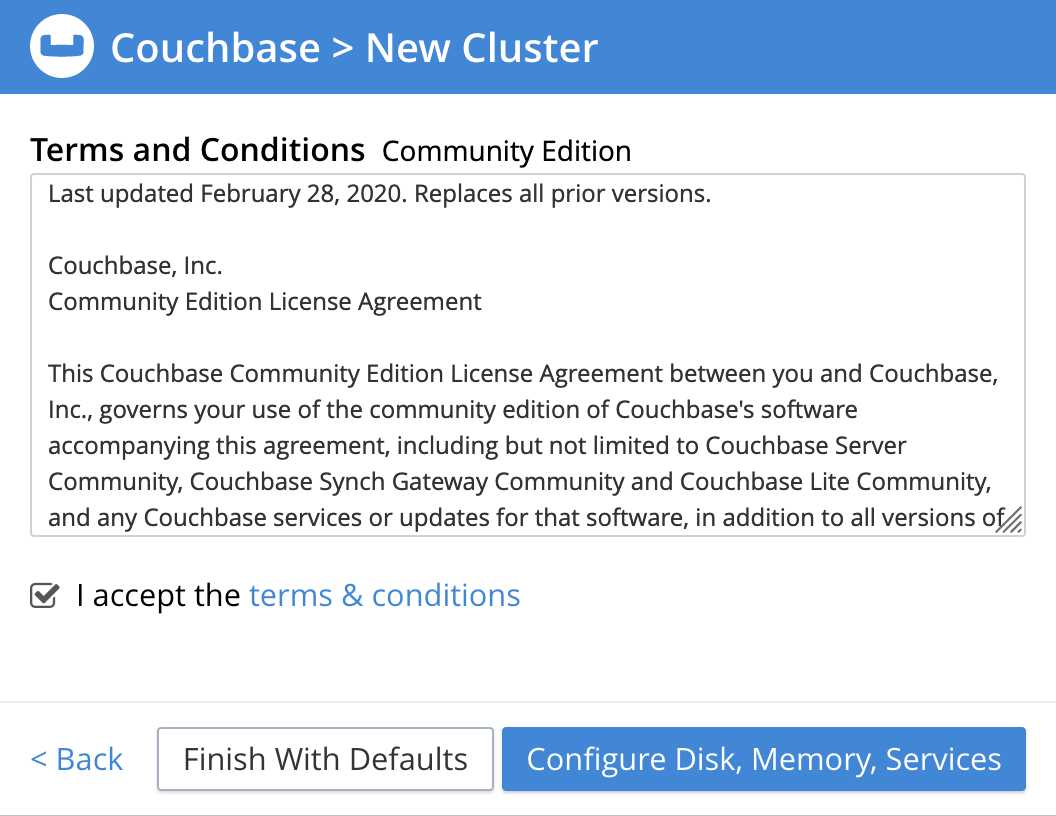 Couchbase > New Cluster
Terms and Conditions Community Edition
Last updated February 28, 2020. Replaces all prior versions.
Couchbase, Inc.
Community Edition License Agreement
This Couchbase Community Edition License Agreement between you and Couchbase,
Inc., governs your use of the community edition of Couchbase's software
accompanying this agreement, including but not limited to Couchbase Server
Community, Couchbase Synch Gateway Community and Couchbase Lite Community,
and any Couchbase services or updates for that software, in addition to all versions of
I accept the terms & conditions
< Back Finish With Defaults Configure Disk, Memory, Services